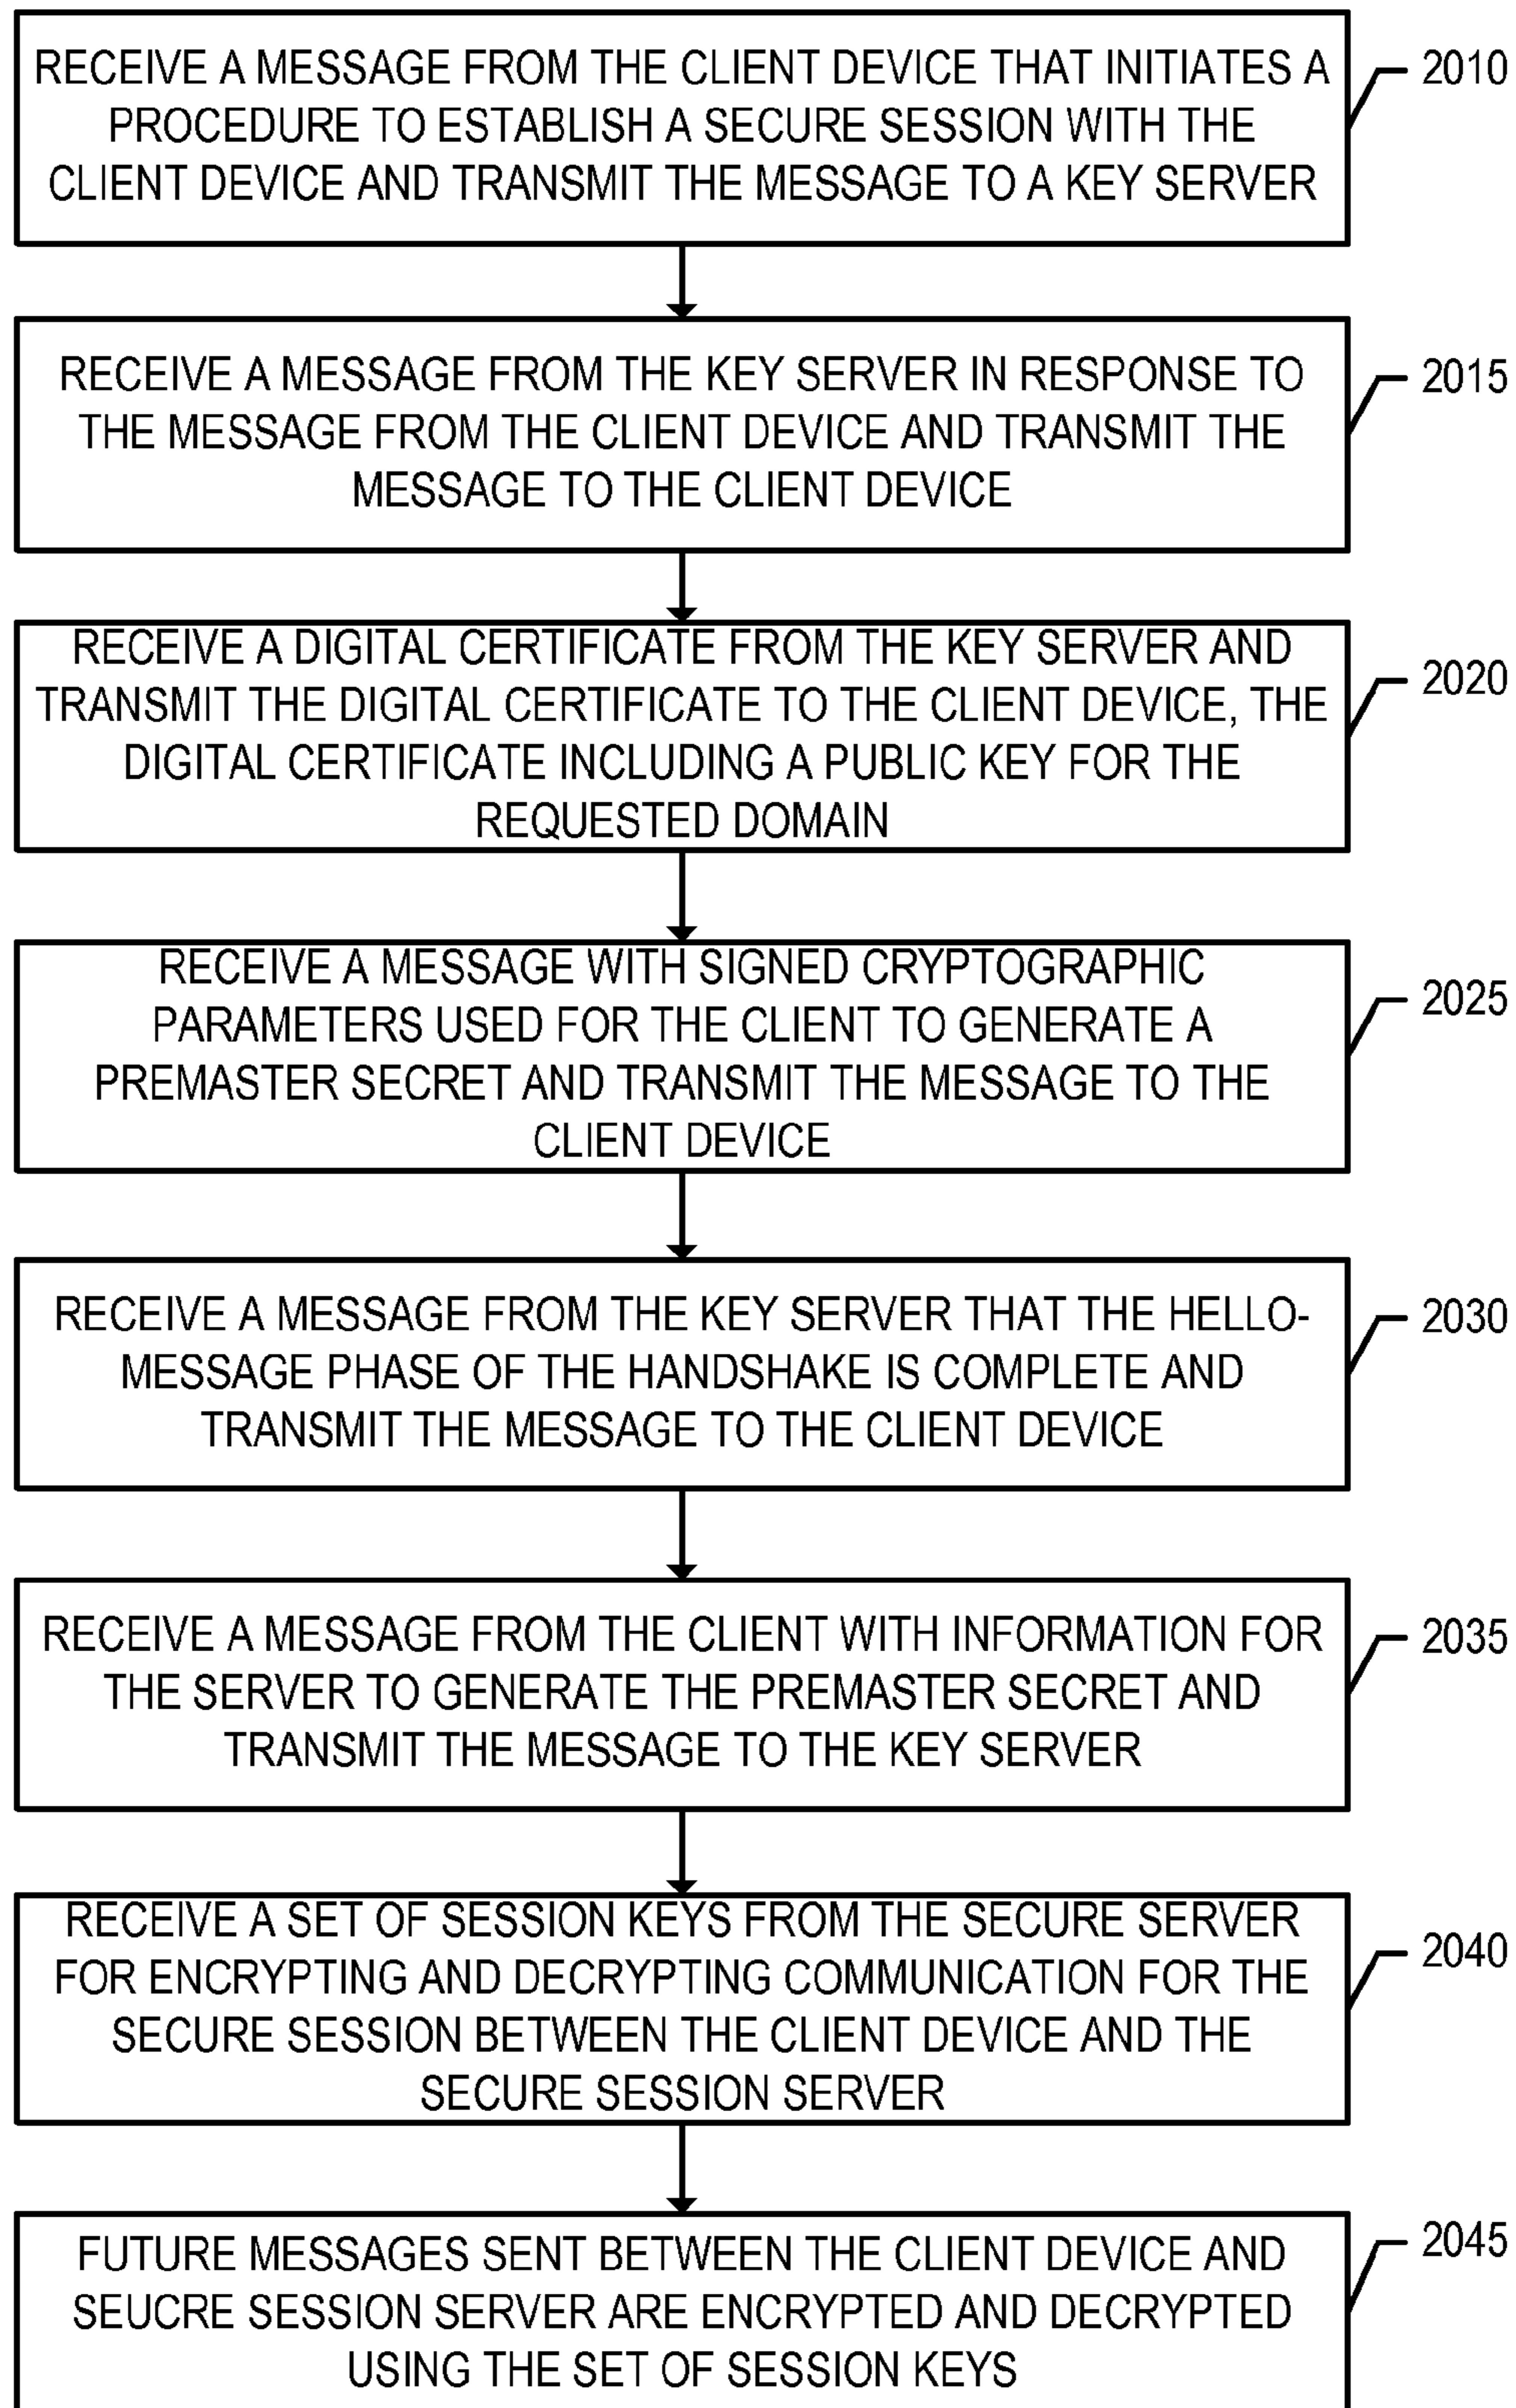 RECEIVE A MESSAGE FROM THE CLIENT DEVICE THAT INITIATES A
PROCEDURE TO ESTABLISH A SECURE SESSION WITH THE
CLIENT DEVICE AND TRANSMIT THE MESSAGE TO A KEY SERVER
2010
RECEIVE A MESSAGE FROM THE KEY SERVER IN RESPONSE TO
THE MESSAGE FROM THE CLIENT DEVICE AND TRANSMIT THE
MESSAGE TO THE CLIENT DEVICE
2015
RECEIVE A DIGITAL CERTIFICATE FROM THE KEY SERVER AND
TRANSMIT THE DIGITAL CERTIFICATE TO THE CLIENT DEVICE, THE
DIGITAL CERTIFICATE INCLUDING A PUBLIC KEY FOR THE
REQUESTED DOMAIN
2020
RECEIVE A MESSAGE WITH SIGNED CRYPTOGRAPHIC
PARAMETERS USED FOR THE CLIENT TO GENERATE A
PREMASTER SECRET AND TRANSMIT THE MESSAGE TO THE
CLIENT DEVICE
2025
RECEIVE A MESSAGE FROM THE KEY SERVER THAT THE HELLO-
MESSAGE PHASE OF THE HANDSHAKE IS COMPLETE AND
TRANSMIT THE MESSAGE TO THE CLIENT DEVICE
2030
RECEIVE A MESSAGE FROM THE CLIENT WITH INFORMATION FOR
THE SERVER TO GENERATE THE PREMASTER SECRET AND
TRANSMIT THE MESSAGE TO THE KEY SERVER
2035
RECEIVE A SET OF SESSION KEYS FROM THE SECURE SERVER
FOR ENCRYPTING AND DECRYPTING COMMUNICATION FOR THE
SECURE SESSION BETWEEN THE CLIENT DEVICE AND THE
SECURE SESSION SERVER
2040
FUTURE MESSAGES SENT BETWEEN THE CLIENT DEVICE AND
SEUCRE SESSION SERVER ARE ENCRYPTED AND DECRYPTED
USING THE SET OF SESSION KEYS
2045